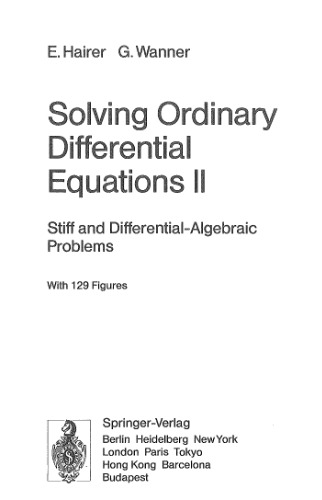 E. Hairer G. Wanner
Solving Ordinary
Differential
Equations II
Stiff and Differential-Algebraic
Problems
With 129 Figures
Springer-Verlag
Berlin Heidelberg New York
London Paris Tokyo
Hong Kong Barcelona
Budapest